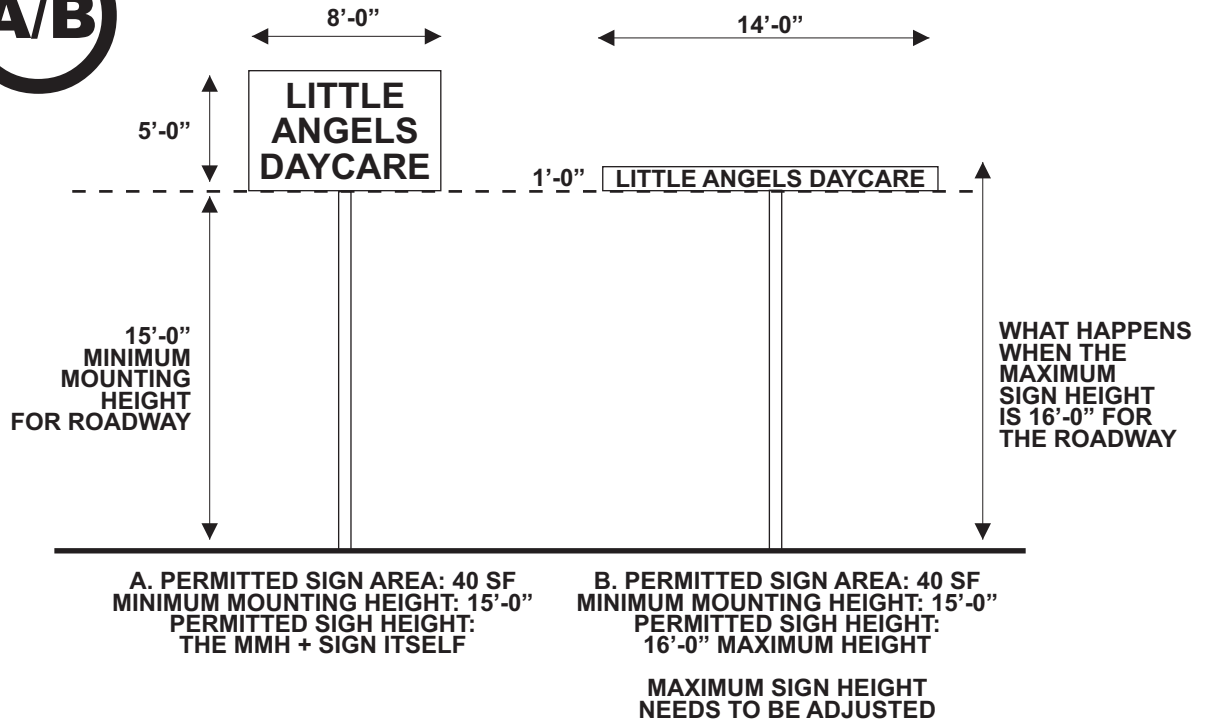 A/B
8’-0”
14’-0”
5’-0”
LITTLE
ANGELS
DAYCARE
1’-0”
LITTLE ANGELS DAYCARE
15’-0”
MINIMUM
MOUNTING
HEIGHT
FOR ROADWAY
WHAT HAPPENS
WHEN THE
MAXIMUM
SIGN HEIGHT
IS 16’-0” FOR
THE ROADWAY
A. PERMITTED SIGN AREA: 40 SF
MINIMUM MOUNTING HEIGHT: 15’-0”
PERMITTED SIGH HEIGHT:
THE MMH + SIGN ITSELF
B. PERMITTED SIGN AREA: 40 SF
MINIMUM MOUNTING HEIGHT: 15’-0”
PERMITTED SIGH HEIGHT:
16’-0” MAXIMUM HEIGHT
MAXIMUM SIGN HEIGHT
NEEDS TO BE ADJUSTED